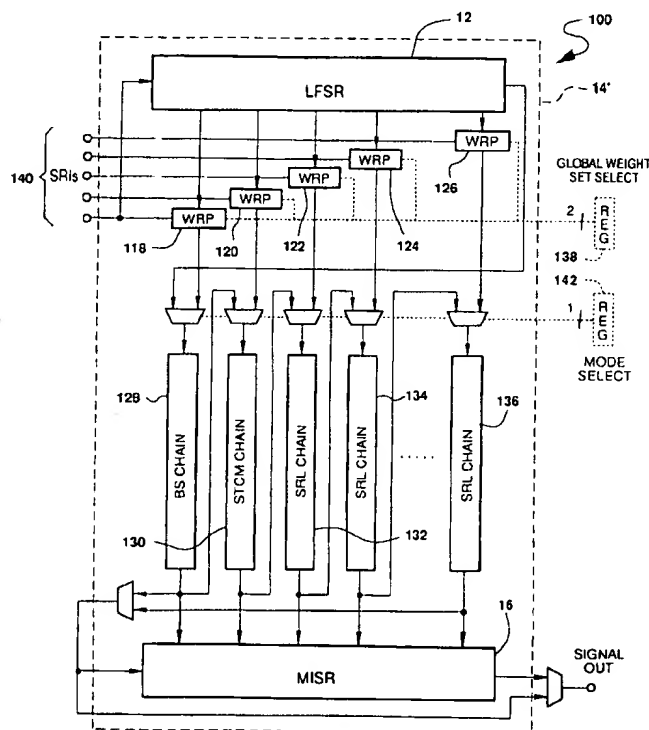 12
100
LFSR
14'
140
SRIs
WRP
126
GLOBAL WEIGHT
SET SELECT
WRP
124
WRP
122
WRP
120
WRP
118
2
REG
138
142
1
REG
MODE
SELECT
128
BS CHAIN
130
STCM CHAIN
SRL CHAIN
132
134
SRL CHAIN
.....
136
SRL CHAIN
16
MISR
SIGNAL
OUT